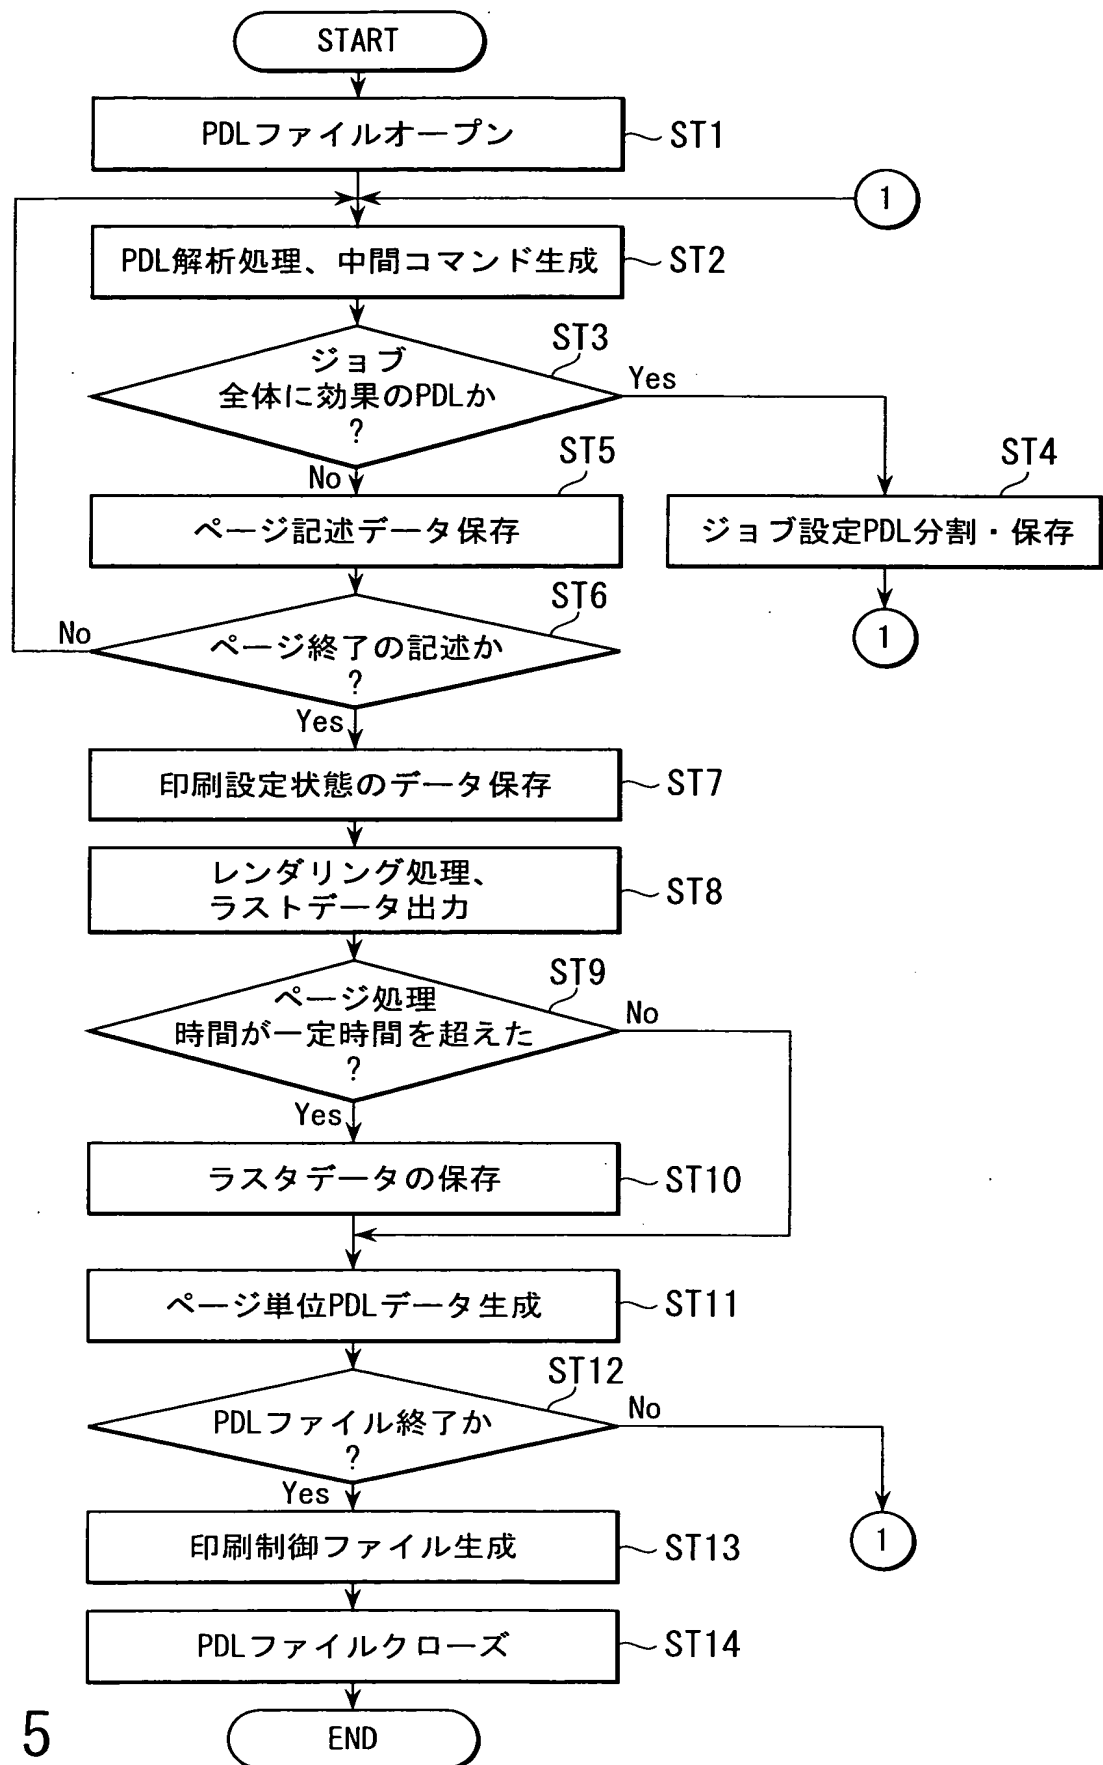 START
PDLファイルオープン
ST1
1
PDL解析処理、中間コマンド生成
ST2
ジョブ
全体に効果のPDLか
?
ST3
Yes
No
ST5
ST4
ページ記述データ保存
ジョブ設定PDL分割・保存
ST6
1
No
ページ終了の記述か
?
Yes
印刷設定状態のデータ保存
ST7
レンダリング処理、
ラストデータ出力
ST8
ST9
ページ処理
時間が一定時間を超えた
?
No
Yes
ラスタデータの保存
ST10
ページ単位PDLデータ生成
ST11
ST12
PDLファイル終了か
?
No
Yes
印刷制御ファイル生成
ST13
1
PDLファイルクローズ
ST14
END
5